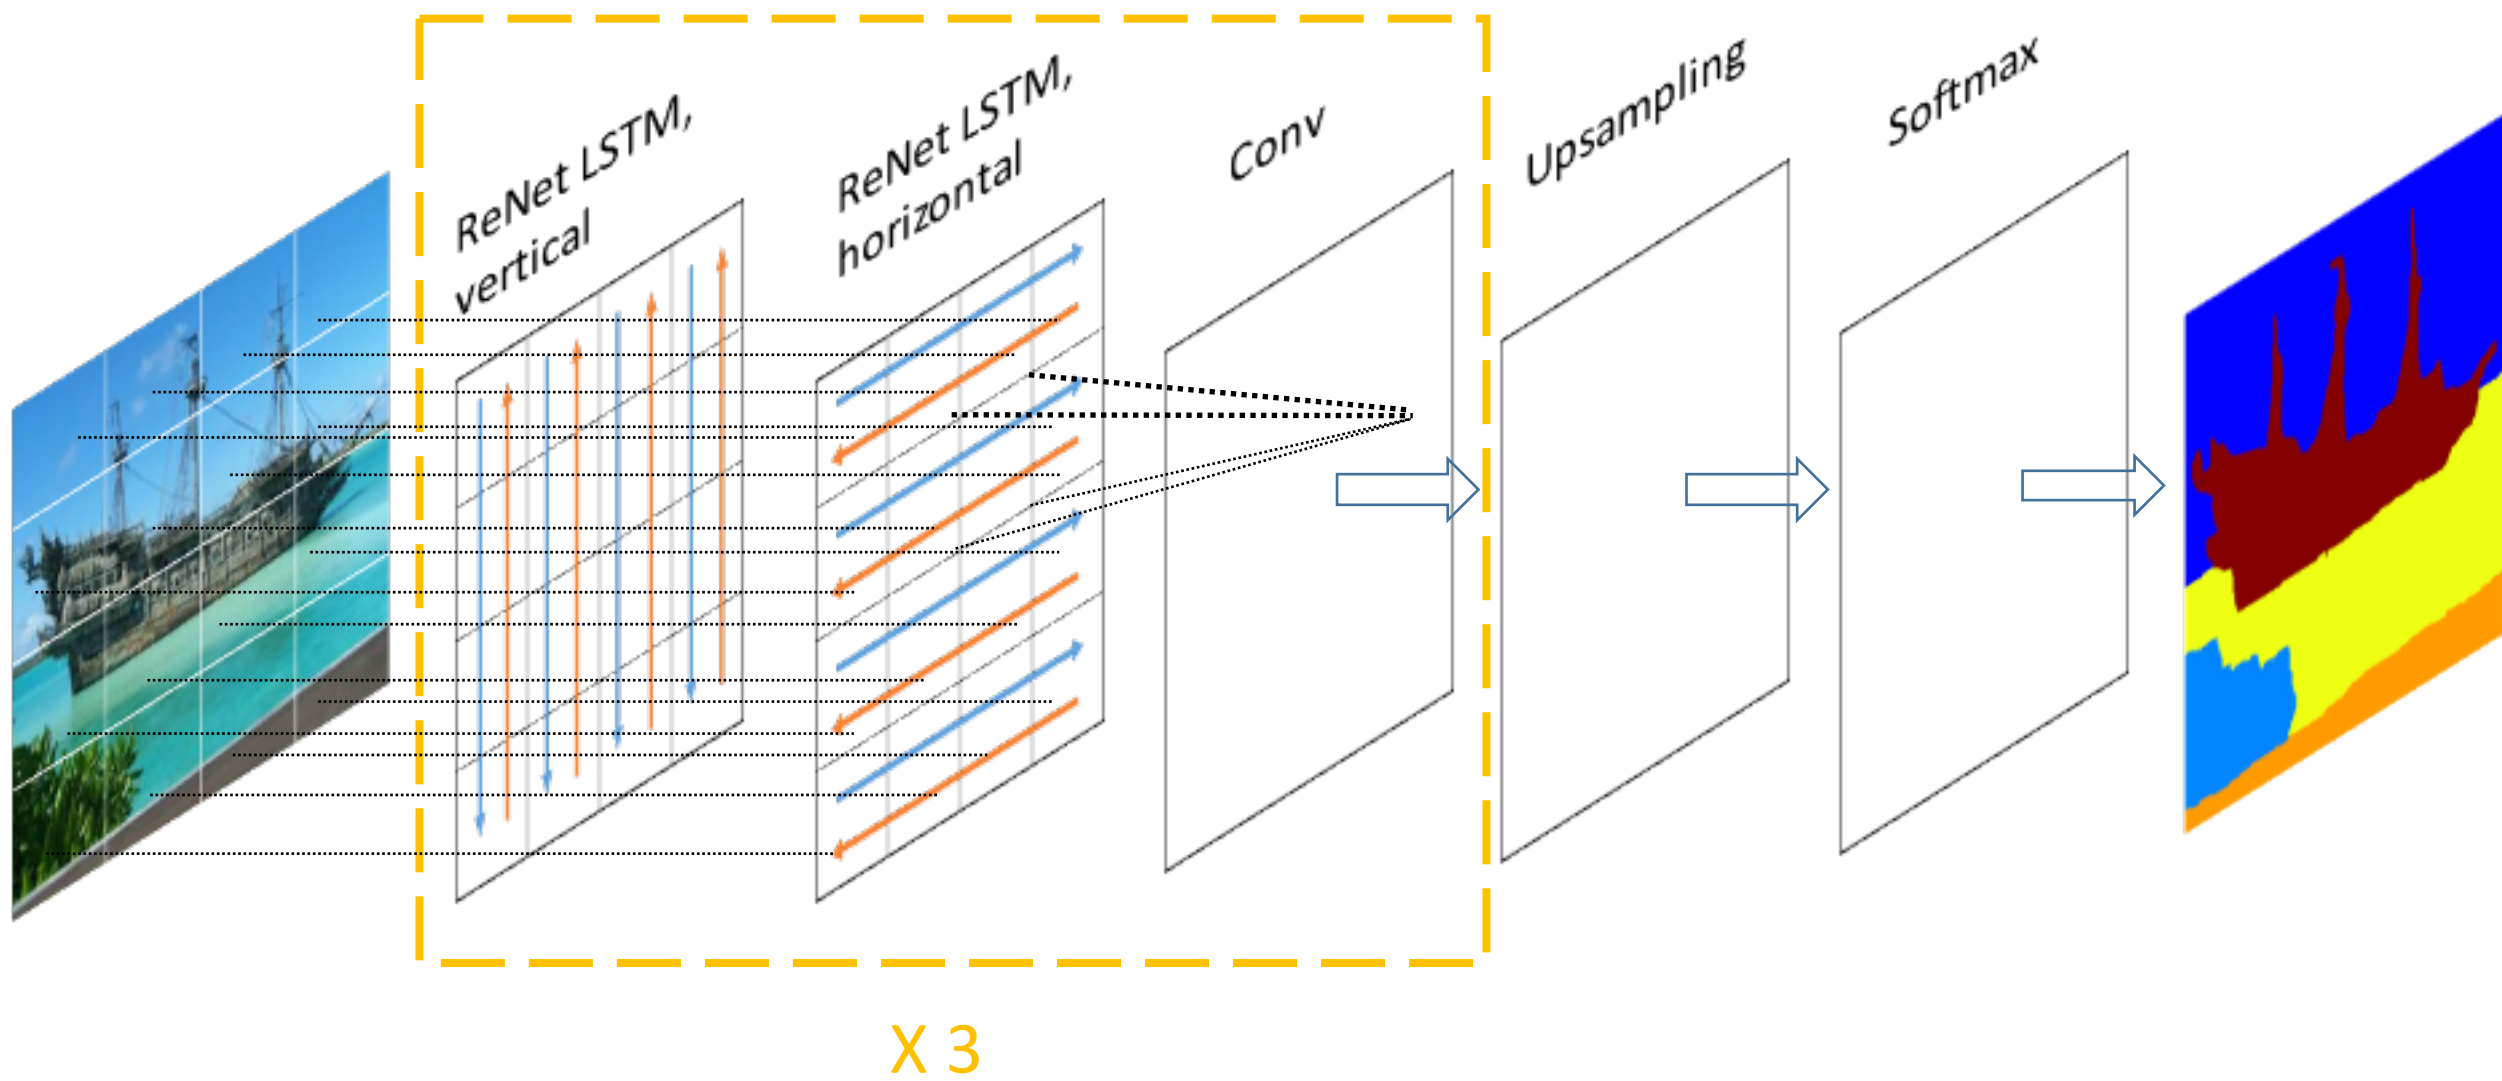 ReNet LSTM,
vertical
ReNet LSTM,
horizontal
Conv
Upsampling
Softmax
X 3